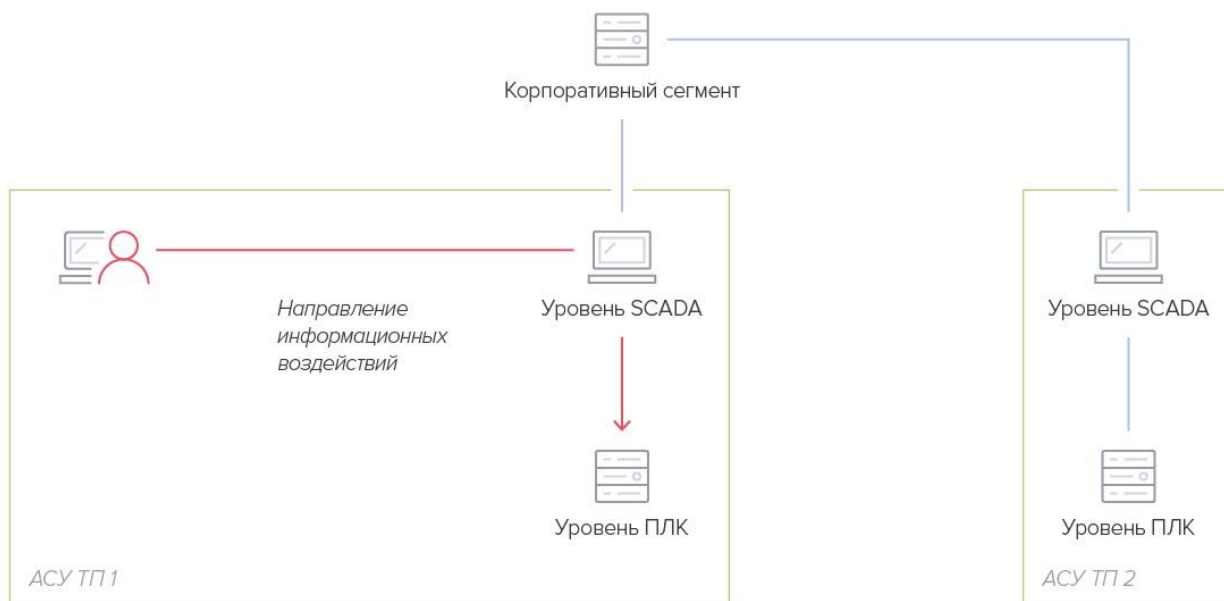 Корпоративный сегмент
Направление
информационных
воздействий
Уровень SCADA
Уровень SCADA
Уровень ПЛК
Уровень ПЛК
АСУ ТП 1
АСУ ТП 2